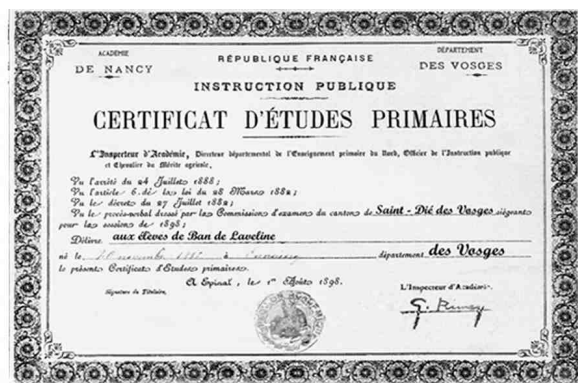 ACADÉMIE
DE NANCY
RÉPUBLIQUE FRANÇAISE
DÉPARTEMENT
DES VOSGES
INSTRUCTION PUBLIQUE
CERTIFICAT D'ÉTUDES PRIMAIRES
L'Inspecteur d'Académie, Directeur départemental de l'Enseignement primaire du Nord, Officier de l'Instruction publique
et Chevalier du Mérite agricole,
Vu l'arrêté du 24 Juillet 1888;
Vu l'article 6 de la loi du 28 Mars 1882;
Vu le décret du 27 Juillet 1882;
Vu le procès-verbal dressé par la Commission d'examen du canton de Saint - Dié des Vosges siégeant
pour la session de 1898;
Délivre aux élèves de Ban de Laveline
né le à département des Vosges
le présent Certificat d'Études primaires.
A Epinal, le 1er Août 1898.
Signature du Titulaire,
L'Inspecteur d'Académie.